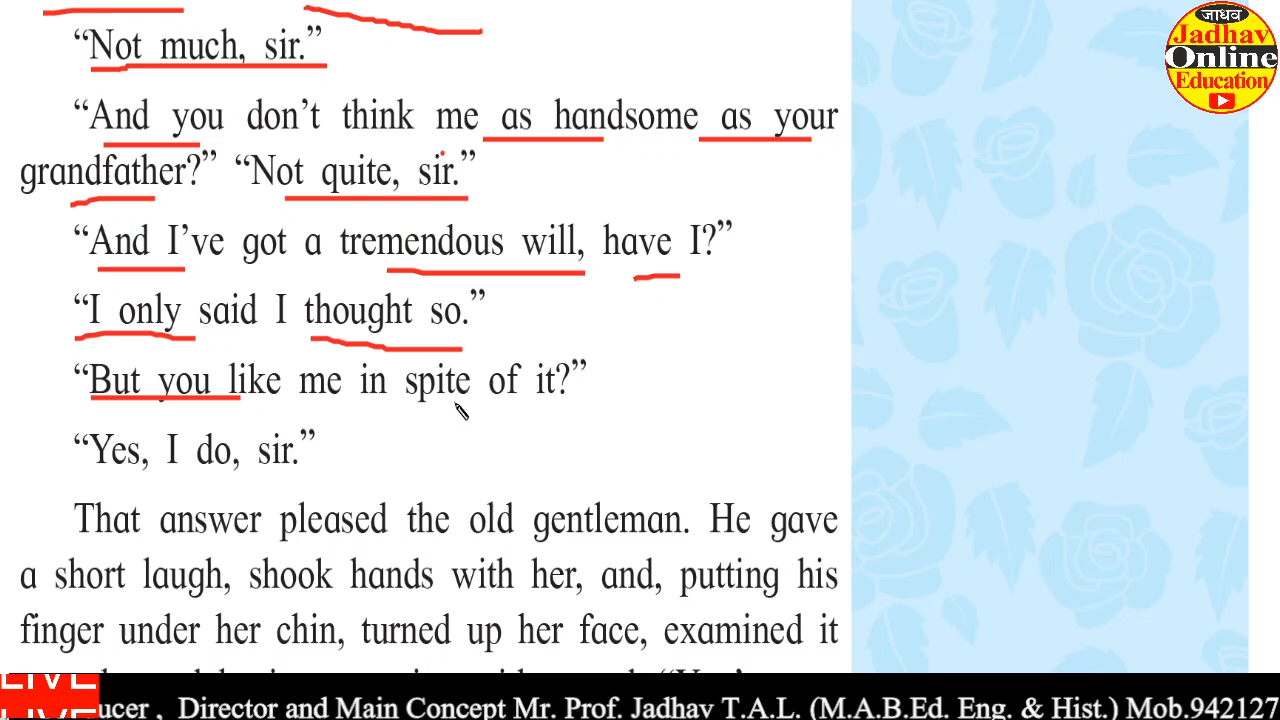 “Not much, sir.”
“And you don’t think me as handsome as your
grandfather?” “Not quite, sir.”
“And I’ve got a tremendous will, have I?”
“I only said I thought so.”
“But you like me in spite of it?”
“Yes, I do, sir.”
That answer pleased the old gentleman. He gave
a short laugh, shook hands with her, and, putting his
finger under her chin, turned up her face, examined it
जाधव
Jadhav
Online
Education
LIVE
Director and Main Concept Mr. Prof. Jadhav T.A.L. (M.A.B.Ed. Eng. & Hist.) Mob.942127